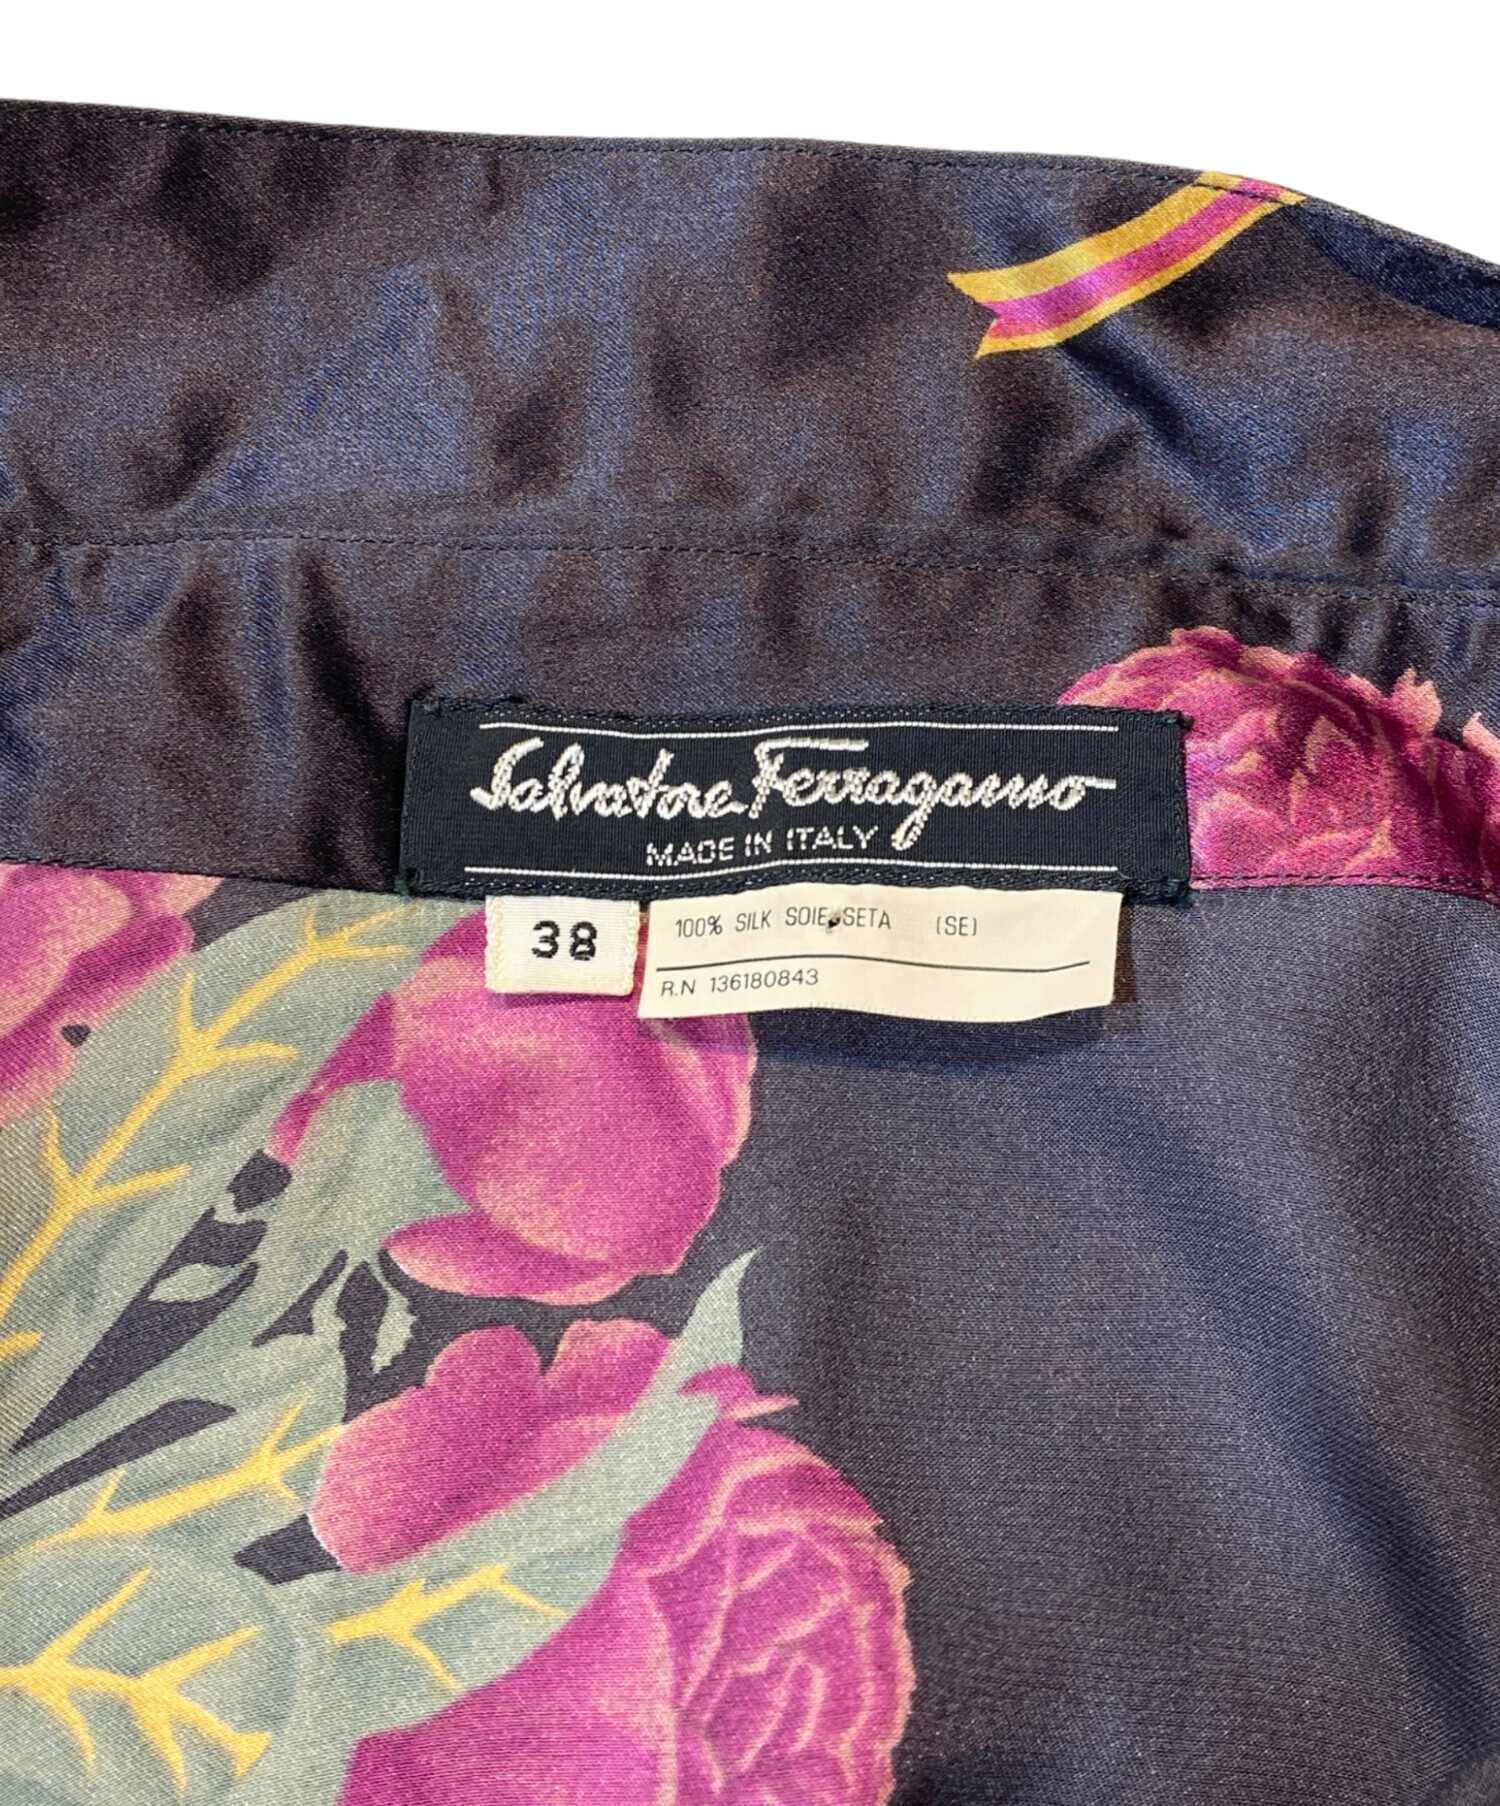 Salvatore Ferragamo
MADE IN ITALY
38
100% SILK SOIE SETA (SE)
R.N 136180843